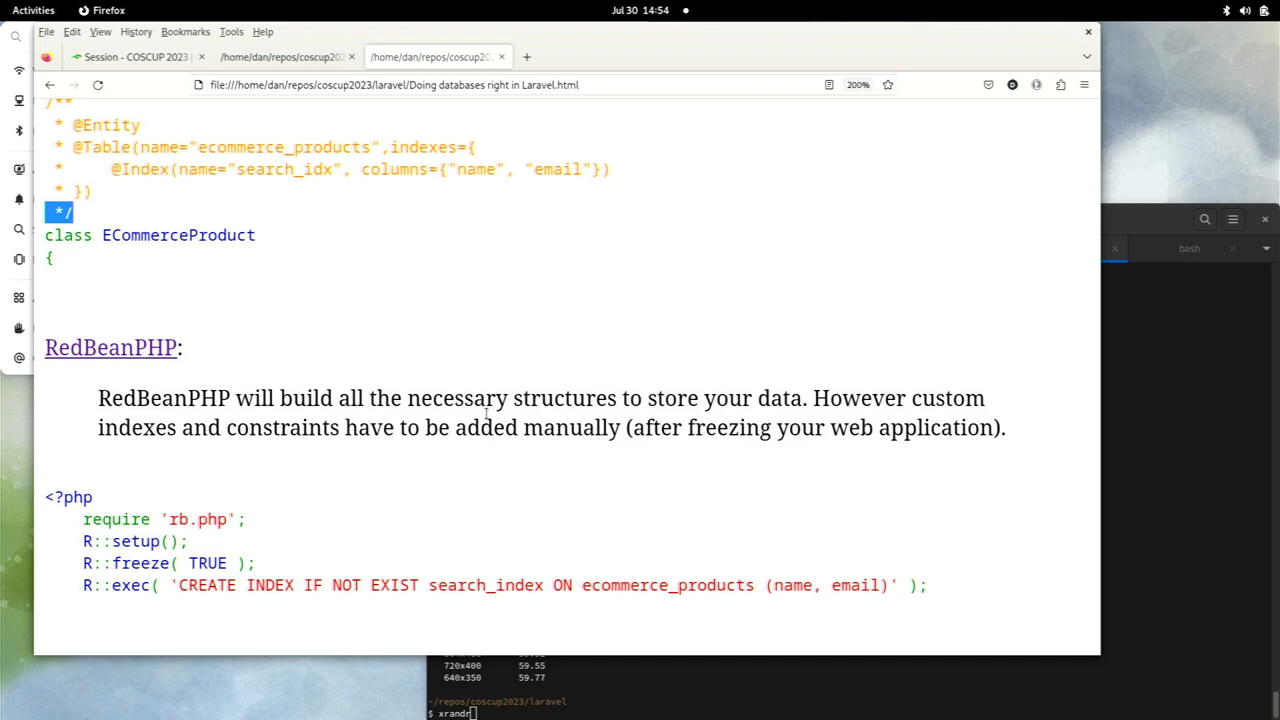 Activities
Firefox
Jul 30 14:54
File Edit View History Bookmarks Tools Help
Session - COSCUP 2023 |
/home/dan/repos/coscup202
/home/dan/repos/coscup20
file:///home/dan/repos/coscup2023/laravel/Doing databases right in Laravel.html
200%
/**
* @Entity
* @Table(name="ecommerce_products",indexes={
* @Index(name="search_idx", columns={"name", "email"})
* })
*/
class ECommerceProduct
{
bash
RedBeanPHP:
RedBeanPHP will build all the necessary structures to store your data. However custom
indexes and constraints have to be added manually (after freezing your web application).
<?php
require 'rb.php';
R::setup();
R::freeze( TRUE );
R::exec( 'CREATE INDEX IF NOT EXIST search_index ON ecommerce_products (name, email)' );
720x400 59.55
640x350 59.77
~/repos/coscup2023/laravel
$ xrandr